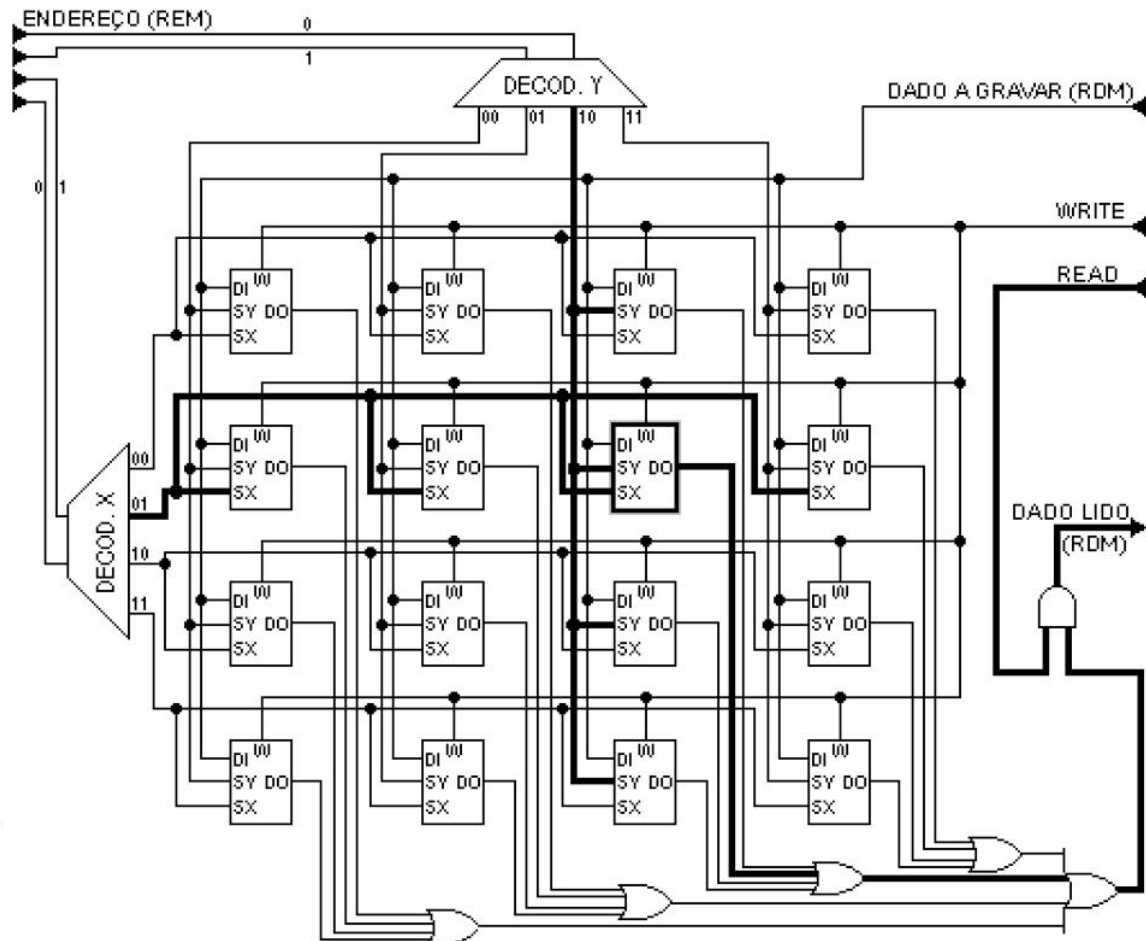 ENDEREÇO (REM) 0
1
DECOD. Y
00 01 10 11
DADO A GRAVAR (RDM)
0 1
WRITE
READ
W W W W
DI DI DI DI
SY DO SY DO SY DO SY DO
SX SX SX SX
W W W W
DI DI DI DI
SY DO SY DO SY DO SY DO
SX SX SX SX
DECOD. X
00
01
10
11
DADO LIDO
(RDM)
W W W W
DI DI DI DI
SY DO SY DO SY DO SY DO
SX SX SX SX
W W W W
DI DI DI DI
SY DO SY DO SY DO SY DO
SX SX SX SX